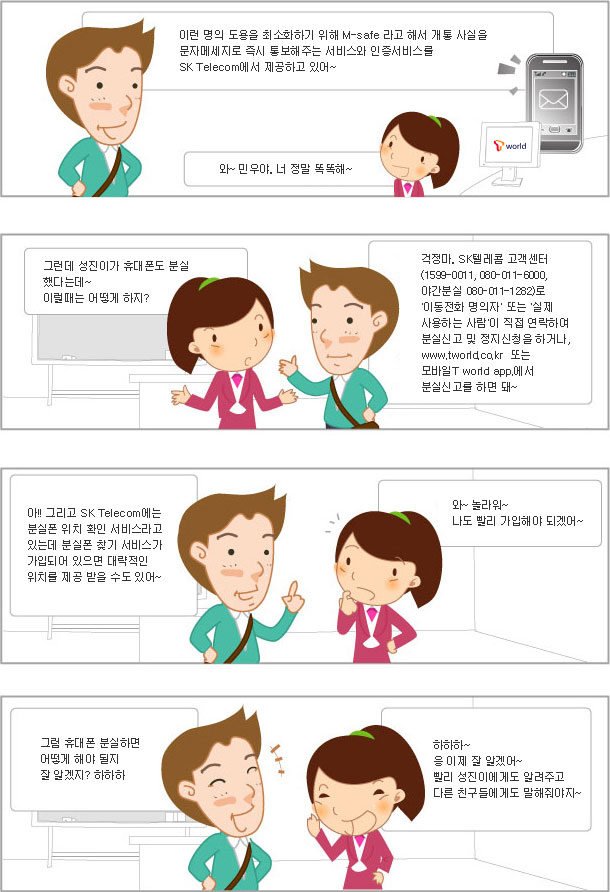 이런 명의 도용을 최소화하기 위해 M-safe 라고 해서 개통 사실을
문자메세지로 즉시 통보해주는 서비스와 인증서비스를
SK Telecom에서 제공하고 있어~
T world
와~ 민우야. 너 정말 똑똑해~
그런데 성진이가 휴대폰도 분실
했다는데~
이럴때는 어떻게 하지?
걱정마. SK텔레콤 고객센터
(1599-0011, 080-011-6000,
야간분실 080-011-1282)로
'이동전화 명의자' 또는 '실제
사용하는 사람'이 직접 연락하여
분실신고 및 정지신청을 하거나,
www.tworld.co.kr 또는
모바일T world app.에서
분실신고를 하면 돼~
아!! 그리고 SK Telecom에는
분실폰 위치 확인 서비스라고
있는데 분실폰 찾기 서비스가
가입되어 있으면 대략적인
위치를 제공 받을 수도 있어~
와~ 놀라워~
나도 빨리 가입해야 되겠어~
그럼 휴대폰 분실하면
어떻게 해야 될지
잘 알겠지? 하하하
하하하~
응 이제 잘 알겠어~
빨리 성진이에게도 알려주고
다른 친구들에게도 말해줘야지~